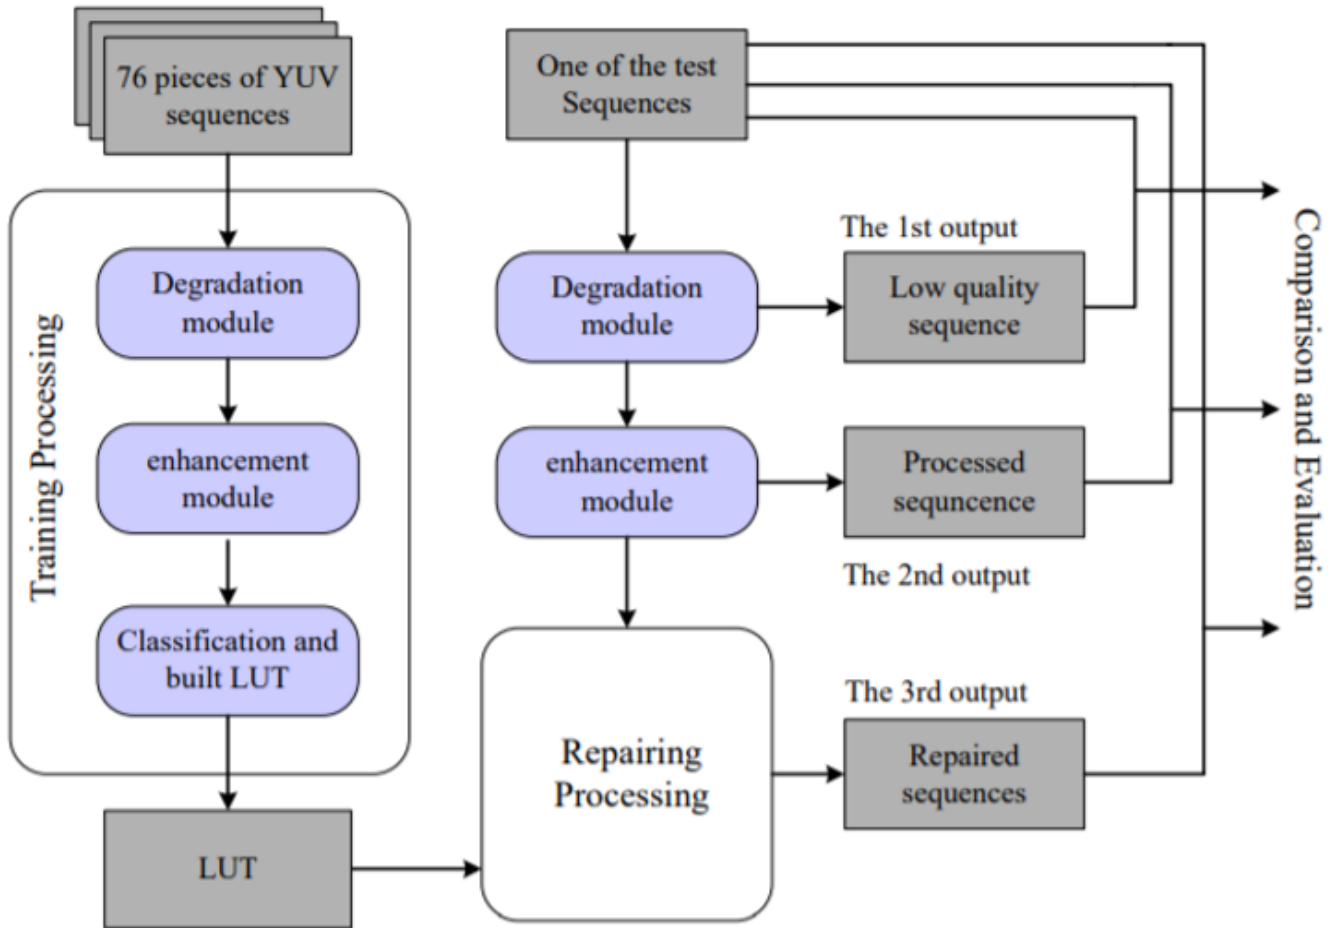 76 pieces of YUV
sequences
Training Processing
Degradation
module
enhancement
module
Classification and
built LUT
LUT
One of the test
Sequences
Degradation
module
enhancement
module
Repairing
Processing
The 1st output
Low quality
sequence
Processed
sequncence
The 2nd output
The 3rd output
Repaired
sequences
Comparison and Evaluation